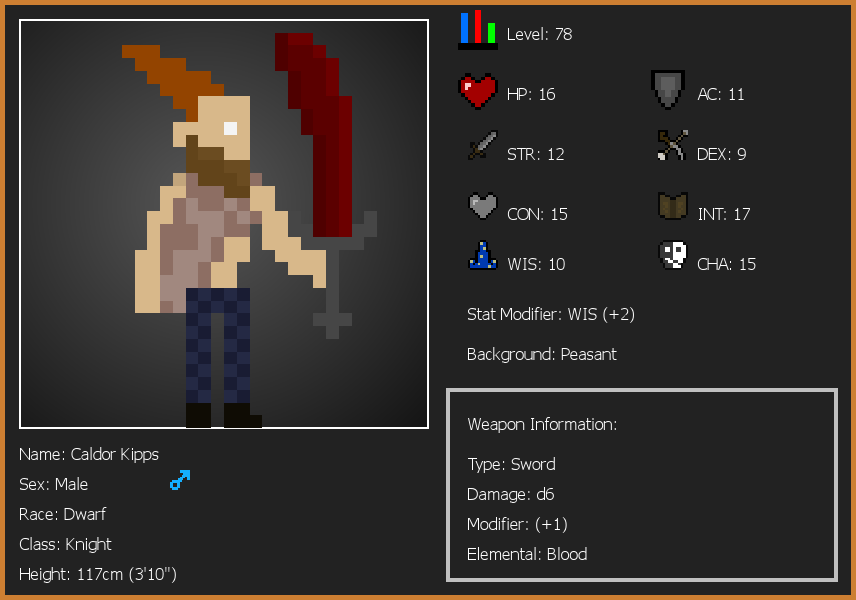 Level: 78
HP: 16
AC: 11
STR: 12
DEX: 9
CON: 15
INT: 17
WIS: 10
CHA: 15
Stat Modifier: WIS (+2)
Background: Peasant
Weapon Information:
Type: Sword
Damage: d6
Modifier: (+1)
Elemental: Blood
Name: Caldor Kipps
Sex: Male
Race: Dwarf
Class: Knight
Height: 117cm (3'10")